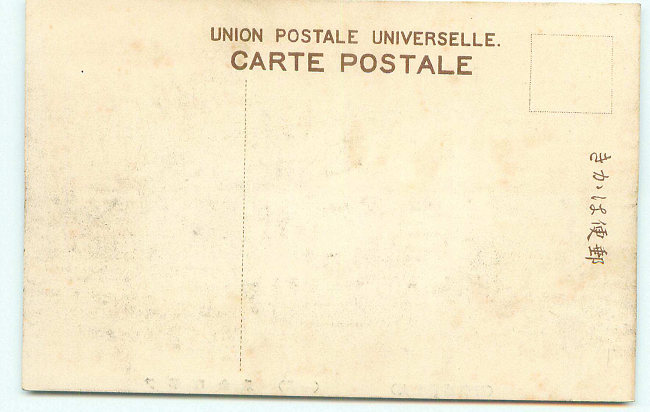 UNION POSTALE UNIVERSELLE.
CARTE POSTALE
きかは便郵